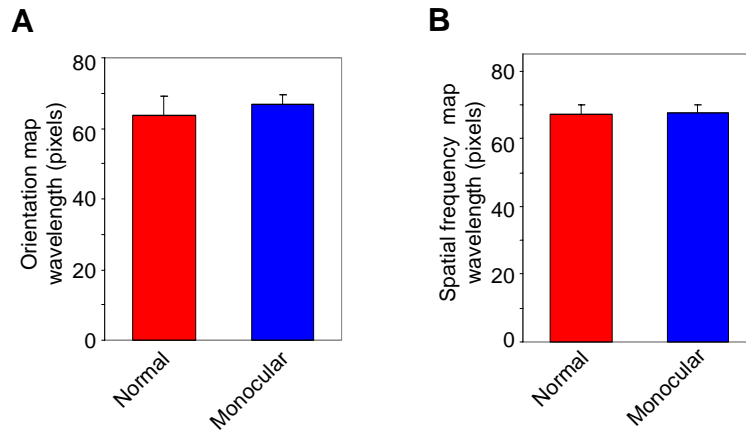 A
Orientation map
wavelength (pixels)
80
60
40
20
0
Normal
Monocular
B
Spatial frequency map
wavelength (pixels)
80
60
40
20
0
Normal
Monocular